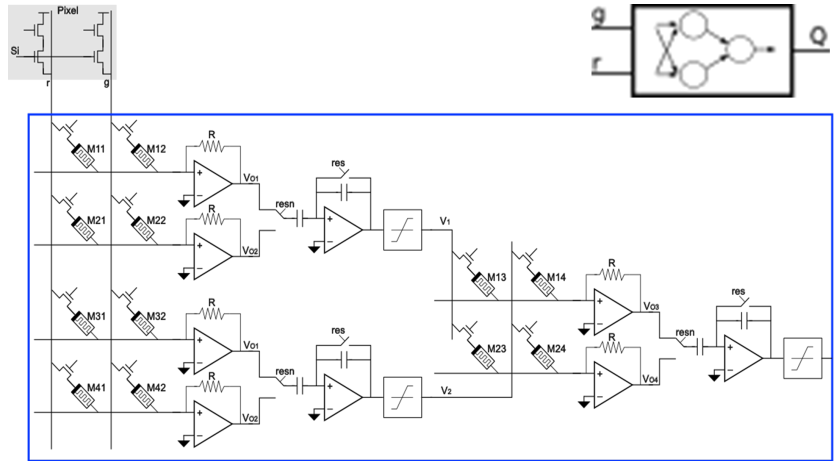 Pixel
g
Si
Q
r
r g
M11 M12 R
VO1
res
resn
M21 M22 R
VO2
V1
M13 M14 R
VO3
res
resn
M31 M32 R
VO1
res
resn
M23 M24 R
VO4
M41 M42 R
VO2
V2